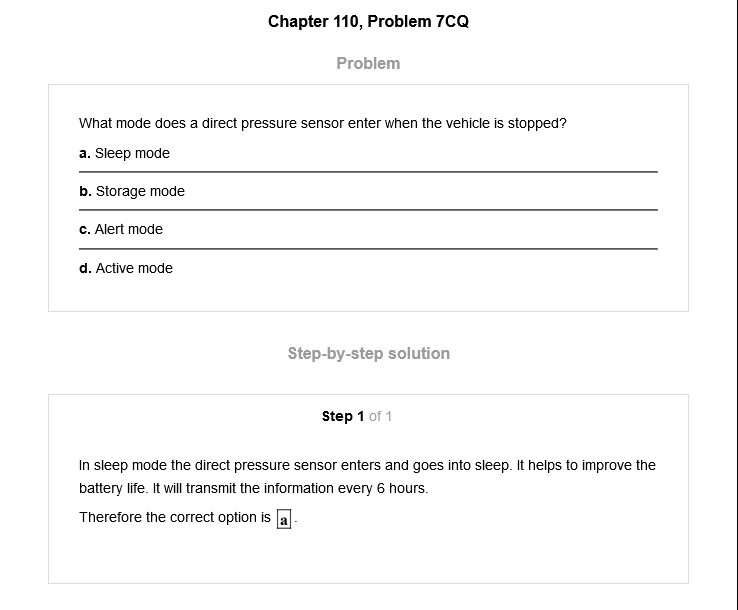 Chapter 110, Problem 7CQ
Problem
What mode does a direct pressure sensor enter when the vehicle is stopped?
a. Sleep mode
b. Storage mode
c. Alert mode
d. Active mode
Step-by-step solution
Step 1 of 1
In sleep mode the direct pressure sensor enters and goes into sleep. It helps to improve the
battery life. It will transmit the information every 6 hours.
Therefore the correct option is a.